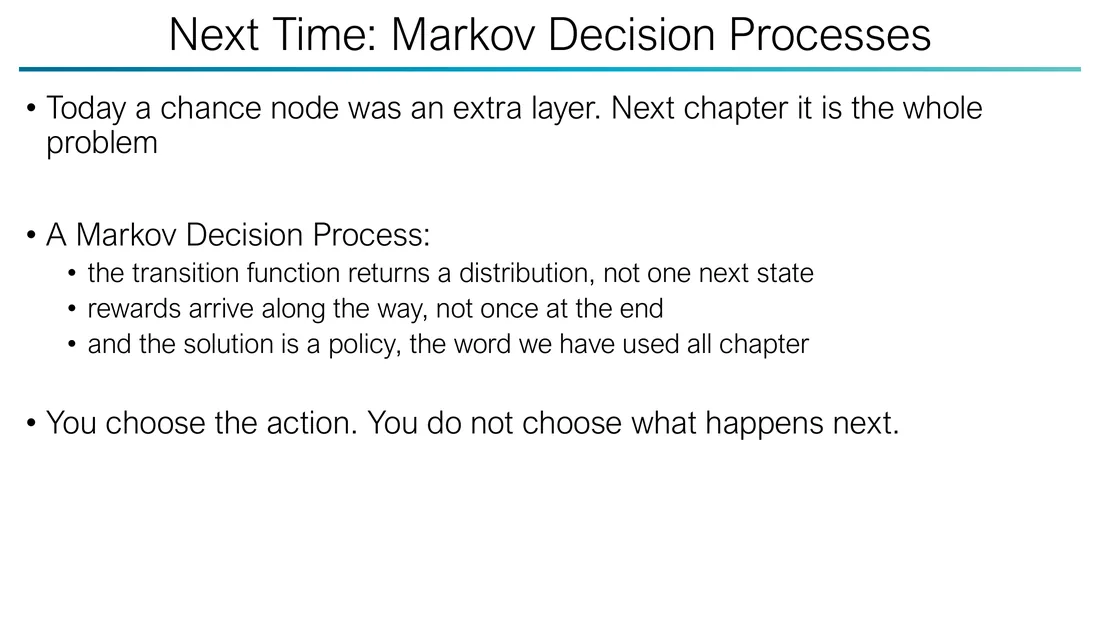 Next Time: Markov Decision Processes
• Today a chance node was an extra layer. Next chapter it is the whole
problem
• A Markov Decision Process:
• the transition function returns a distribution, not one next state
• rewards arrive along the way, not once at the end
• and the solution is a policy, the word we have used all chapter
• You choose the action. You do not choose what happens next.